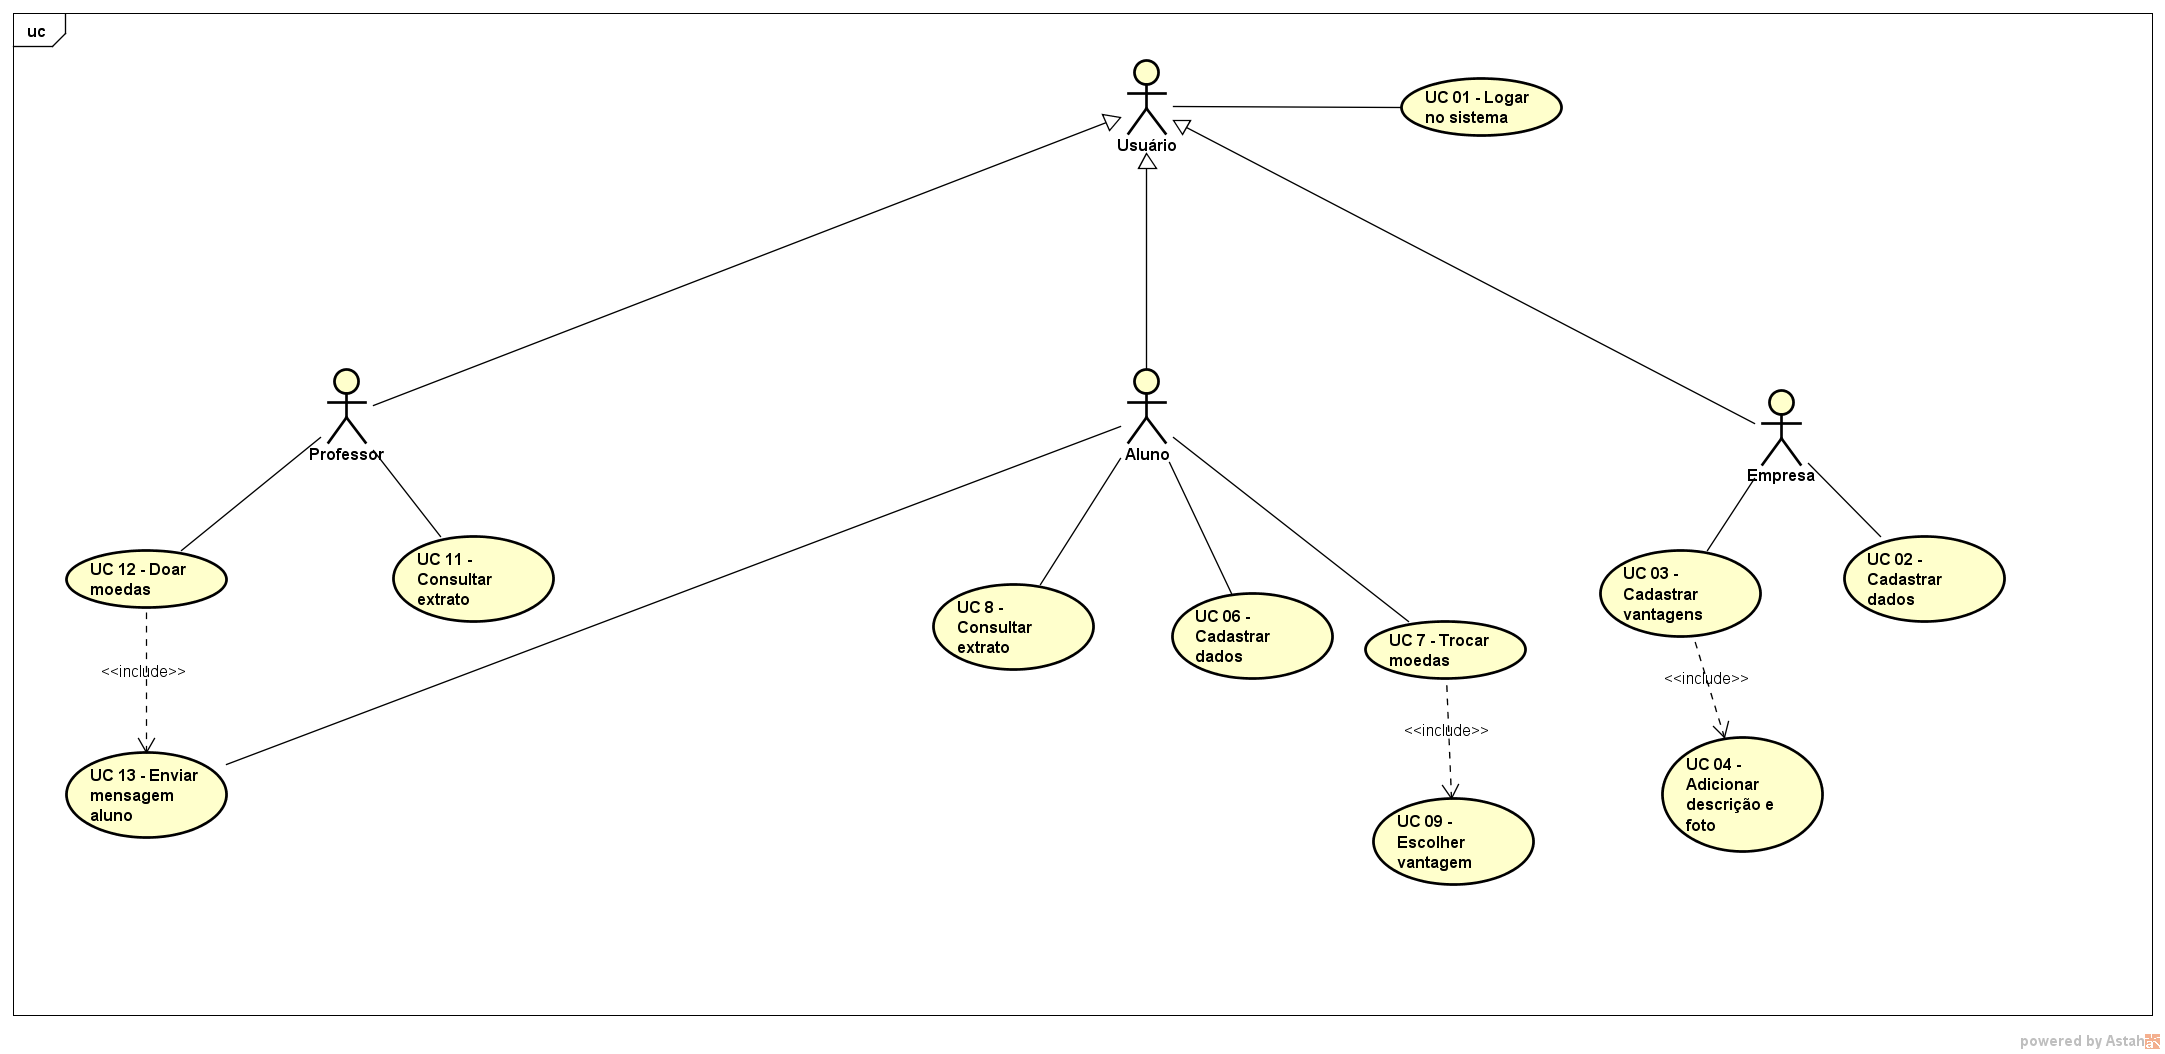 uc
UC 01 - Logar
no sistema
Usuário
Professor
Aluno
Empresa
UC 12 - Doar
moedas
UC 11 -
Consultar
extrato
UC 8 -
Consultar
extrato
UC 06 -
Cadastrar
dados
UC 7 - Trocar
moedas
UC 03 -
Cadastrar
vantagens
UC 02 -
Cadastrar
dados
<<include>>
<<include>>
<<include>>
UC 13 - Enviar
mensagem
aluno
UC 09 -
Escolher
vantagem
UC 04 -
Adicionar
descrição e
foto
powered by Astah